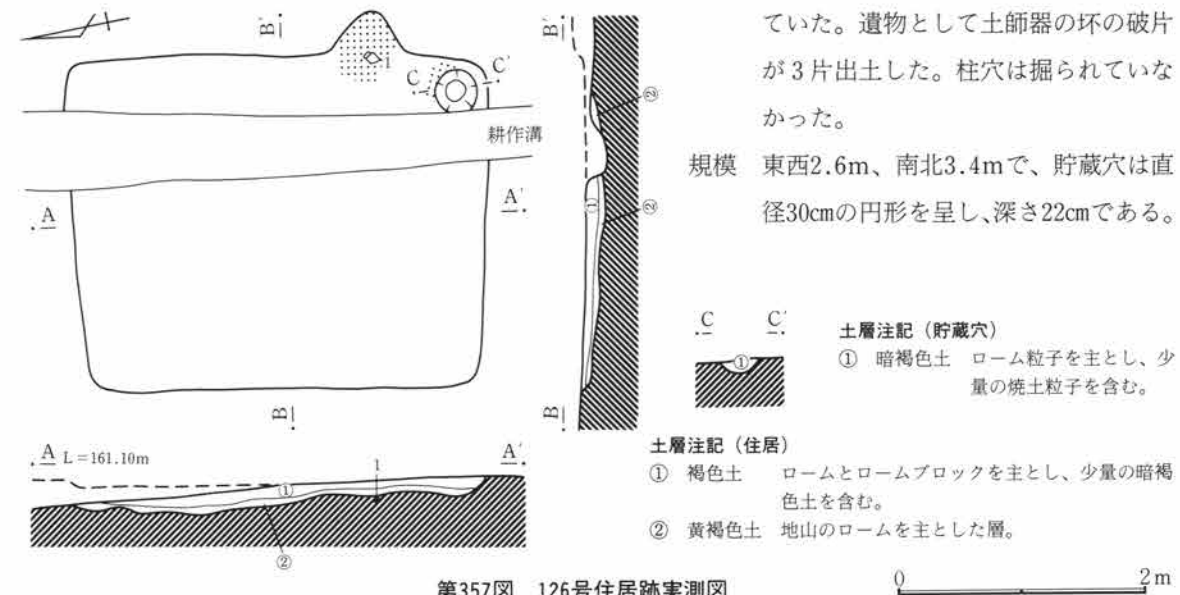 ていた。遺物として土師器の坏の破片
が3片出土した。柱穴は掘られていな
かった。
規模 東西2.6m、南北3.4mで、貯蔵穴は直
径30cmの円形を呈し、深さ22cmである。
B'
B'
1
C
C'
②
耕作溝
A
A'
①
②
B
B
C
C'
①
土層注記（貯蔵穴）
① 暗褐色土 ローム粒子を主とし、少
量の焼土粒子を含む。
A L=161.10m
1
A'
①
②
土層注記（住居）
① 褐色土 ロームとロームブロックを主とし、少量の暗褐
色土を含む。
② 黄褐色土 地山のロームを主とした層。
第357図 126号住居跡実測図
0 2m